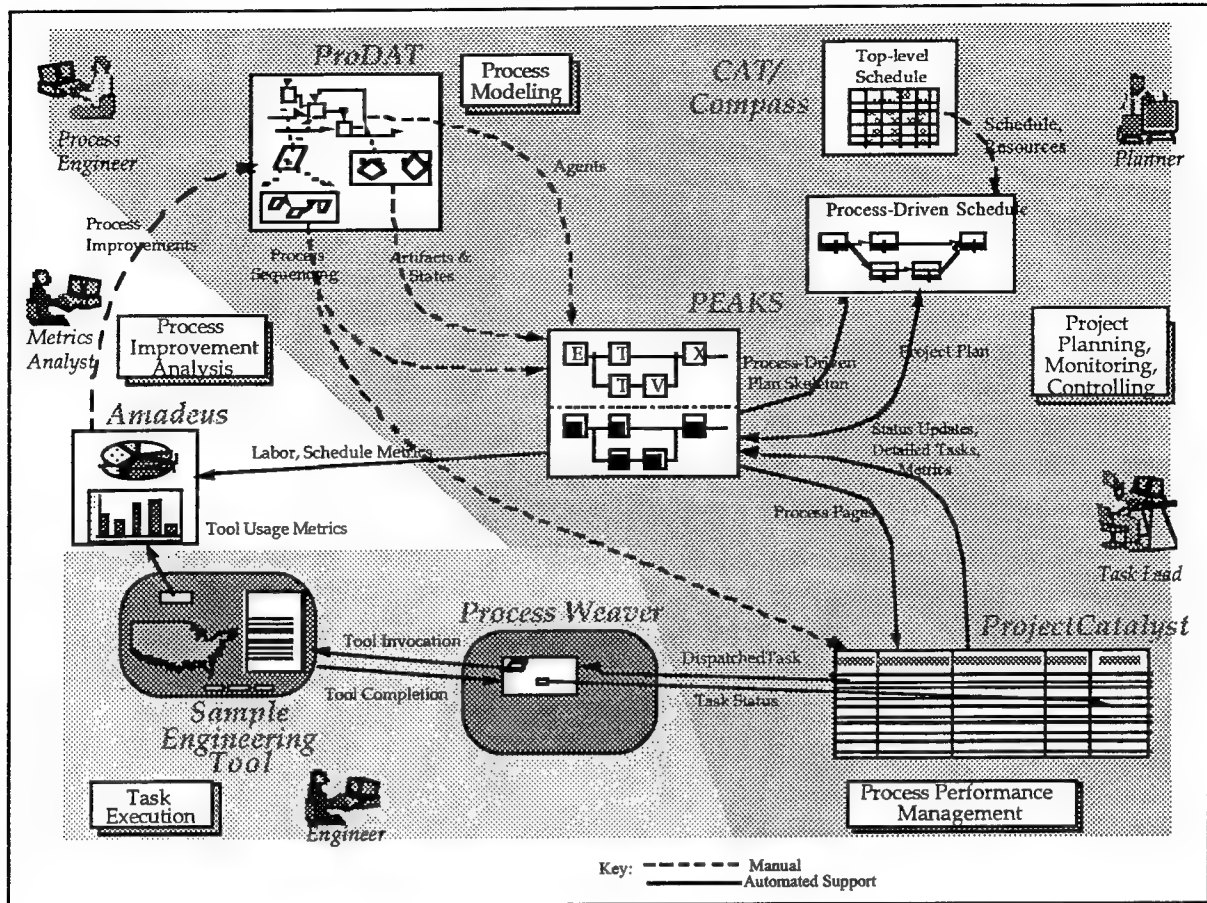 ProDAT
Process
Modeling
CAT/
Compass
Top-level
Schedule
Process
Engineer
Agents
Schedule,
Resources
Planner
Process
Improvements
Process
Sequencing
Artifacts &
States
Process-Driven Schedule
Metrics
Analyst
Process
Improvement
Analysis
PEAKS
E T X
T V
Process-Driven
Plan Skeleton
Project Plan
Project
Planning,
Monitoring,
Controlling
Amadeus
Labor, Schedule Metrics
Status Updates,
Detailed Tasks,
Metrics
Tool Usage Metrics
Process Pages
Task Lead
Process Weaver
ProjectCatalyst
Tool Invocation
Tool Completion
DispatchedTask
Task Status
Sample
Engineering
Tool
Task
Execution
Engineer
Process Performance
Management
Key:
Manual
Automated Support